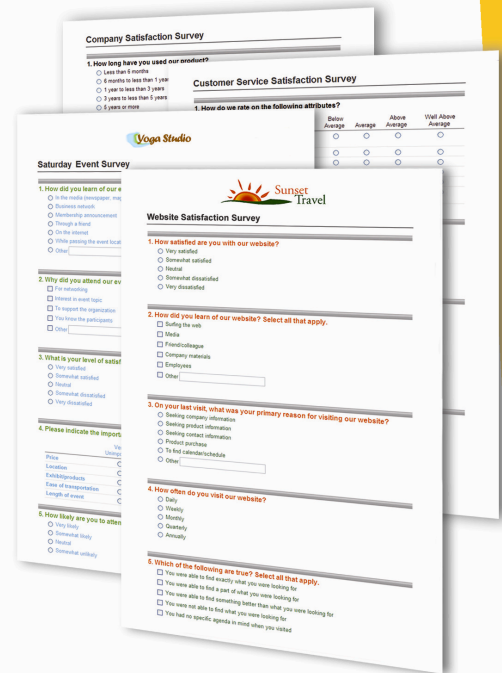 Company Satisfaction Survey
1. How long have you used our product?
Less than 6 months
6 months to less than 1 year
1 year to less than 3 years
3 years to less than 5 years
5 years or more
Customer Service Satisfaction Survey
1. How do we rate on the following attributes?
Below Average
Average
Above Average
Well Above Average
Yoga Studio
Saturday Event Survey
1. How did you learn of our e
In the media (newspaper, mag
Business network
Membership announcement
Through a friend
On the internet
While passing the event locat
Other
2. Why did you attend our ev
For networking
Interest in event topic
To support the organization
You know the participants
Other
3. What is your level of satisf
Very satisfied
Somewhat satisfied
Neutral
Somewhat dissatisfied
Very dissatisfied
4. Please indicate the importa
Price
Location
Exhibit/products
Ease of transportation
Length of event
5. How likely are you to atten
Very likely
Somewhat likely
Neutral
Somewhat unlikely
Sunset
Travel
Website Satisfaction Survey
1. How satisfied are you with our website?
Very satisfied
Somewhat satisfied
Neutral
Somewhat dissatisfied
Very dissatisfied
2. How did you learn of our website? Select all that apply.
Surfing the web
Media
Friend/colleague
Company materials
Employees
Other
3. On your last visit, what was your primary reason for visiting our website?
Seeking company information
Seeking product information
Seeking contact information
Product purchase
To find calendar/schedule
Other
4. How often do you visit our website?
Daily
Weekly
Monthly
Quarterly
Annually
5. Which of the following are true? Select all that apply.
You were able to find exactly what you were looking for
You were able to find a part of what you were looking for
You were able to find something better than what you were looking for
You were not able to find what you were looking for
You had no specific agenda in mind when you visited